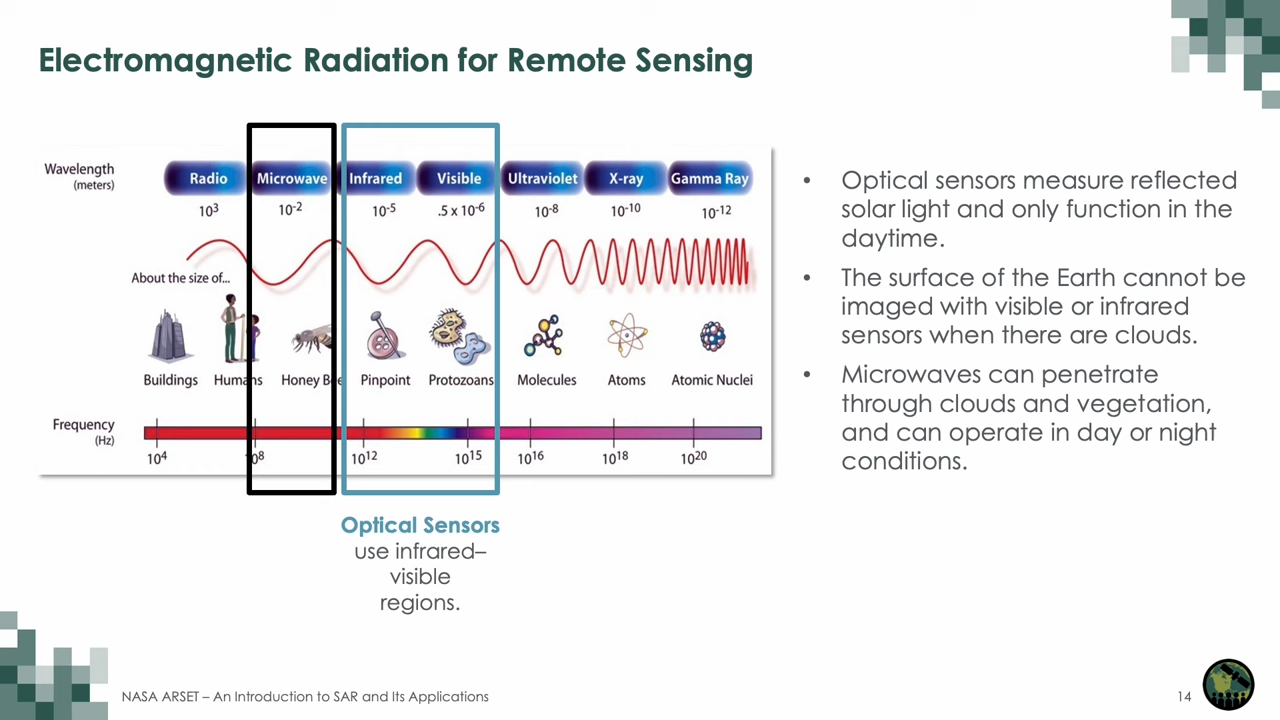 Electromagnetic Radiation for Remote Sensing
Wavelength
(meters)
Radio Microwave Infrared Visible Ultraviolet X-ray Gamma Ray
10³ 10⁻² 10⁻⁵ .5 x 10⁻⁶ 10⁻⁸ 10⁻¹⁰ 10⁻¹²
About the size of...
Buildings Humans Honey Bee Pinpoint Protozoans Molecules Atoms Atomic Nuclei
Frequency
(Hz)
10⁴ 10⁸ 10¹² 10¹⁵ 10¹⁶ 10¹⁸ 10²⁰
Optical Sensors
use infrared–
visible
regions.
• Optical sensors measure reflected
solar light and only function in the
daytime.
• The surface of the Earth cannot be
imaged with visible or infrared
sensors when there are clouds.
• Microwaves can penetrate
through clouds and vegetation,
and can operate in day or night
conditions.
NASA ARSET – An Introduction to SAR and Its Applications
14